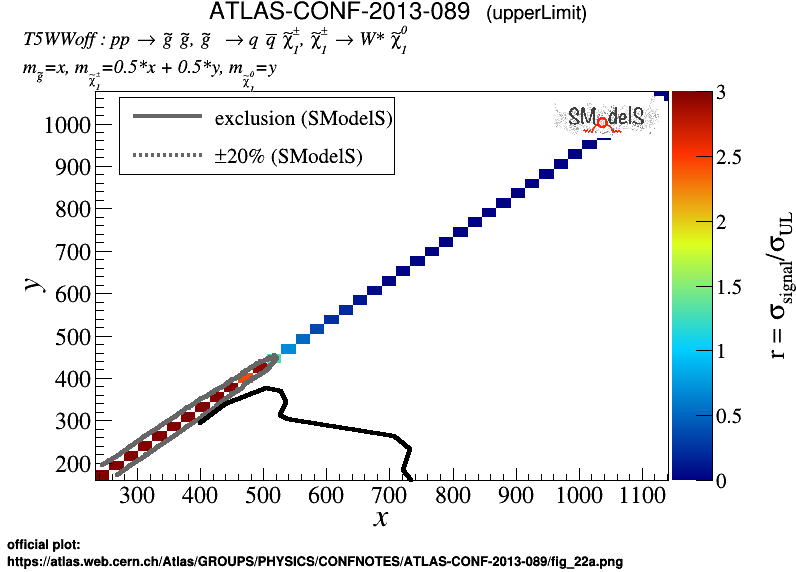 ATLAS-CONF-2013-089 (upperLimit)
T5WWoff : pp → g̃ g̃, g̃ → q q̅ χ̃₁±, χ̃₁± → W* χ̃₁⁰
m_g̃=x, m_χ̃₁±=0.5*x + 0.5*y, m_χ̃₁⁰=y
exclusion (SModelS)
±20% (SModelS)
SModelS
1000
900
800
700
600
500
400
300
200
y
300 400 500 600 700 800 900 1000 1100
x
3
2.5
2
1.5
1
0.5
0
r = σ_signal/σ_UL
official plot:
https://atlas.web.cern.ch/Atlas/GROUPS/PHYSICS/CONFNOTES/ATLAS-CONF-2013-089/fig_22a.png